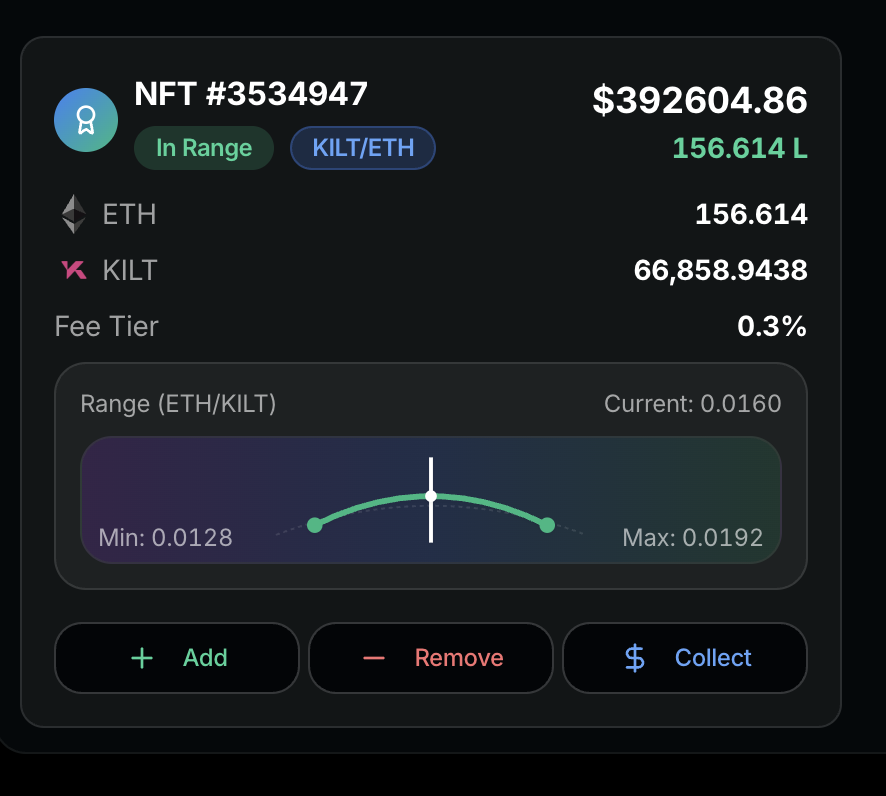 NFT #3534947
$392604.86
In Range
KILT/ETH
156.614 L
ETH
156.614
KILT
66,858.9438
Fee Tier
0.3%
Range (ETH/KILT)
Current: 0.0160
Min: 0.0128
Max: 0.0192
Add
Remove
Collect